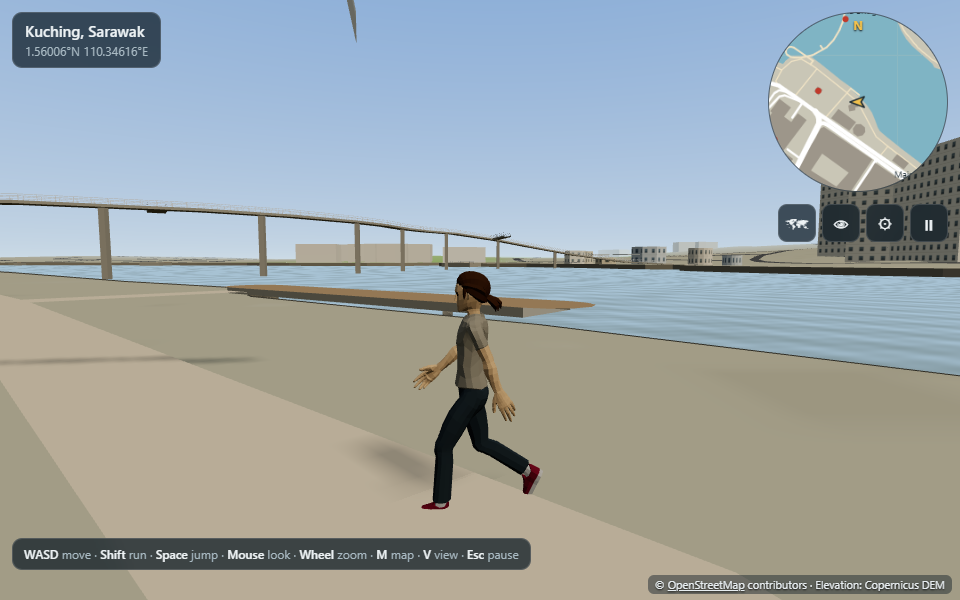 Kuching, Sarawak
1.56006°N 110.34616°E
N
WASD move · Shift run · Space jump · Mouse look · Wheel zoom · M map · V view · Esc pause
© OpenStreetMap contributors · Elevation: Copernicus DEM